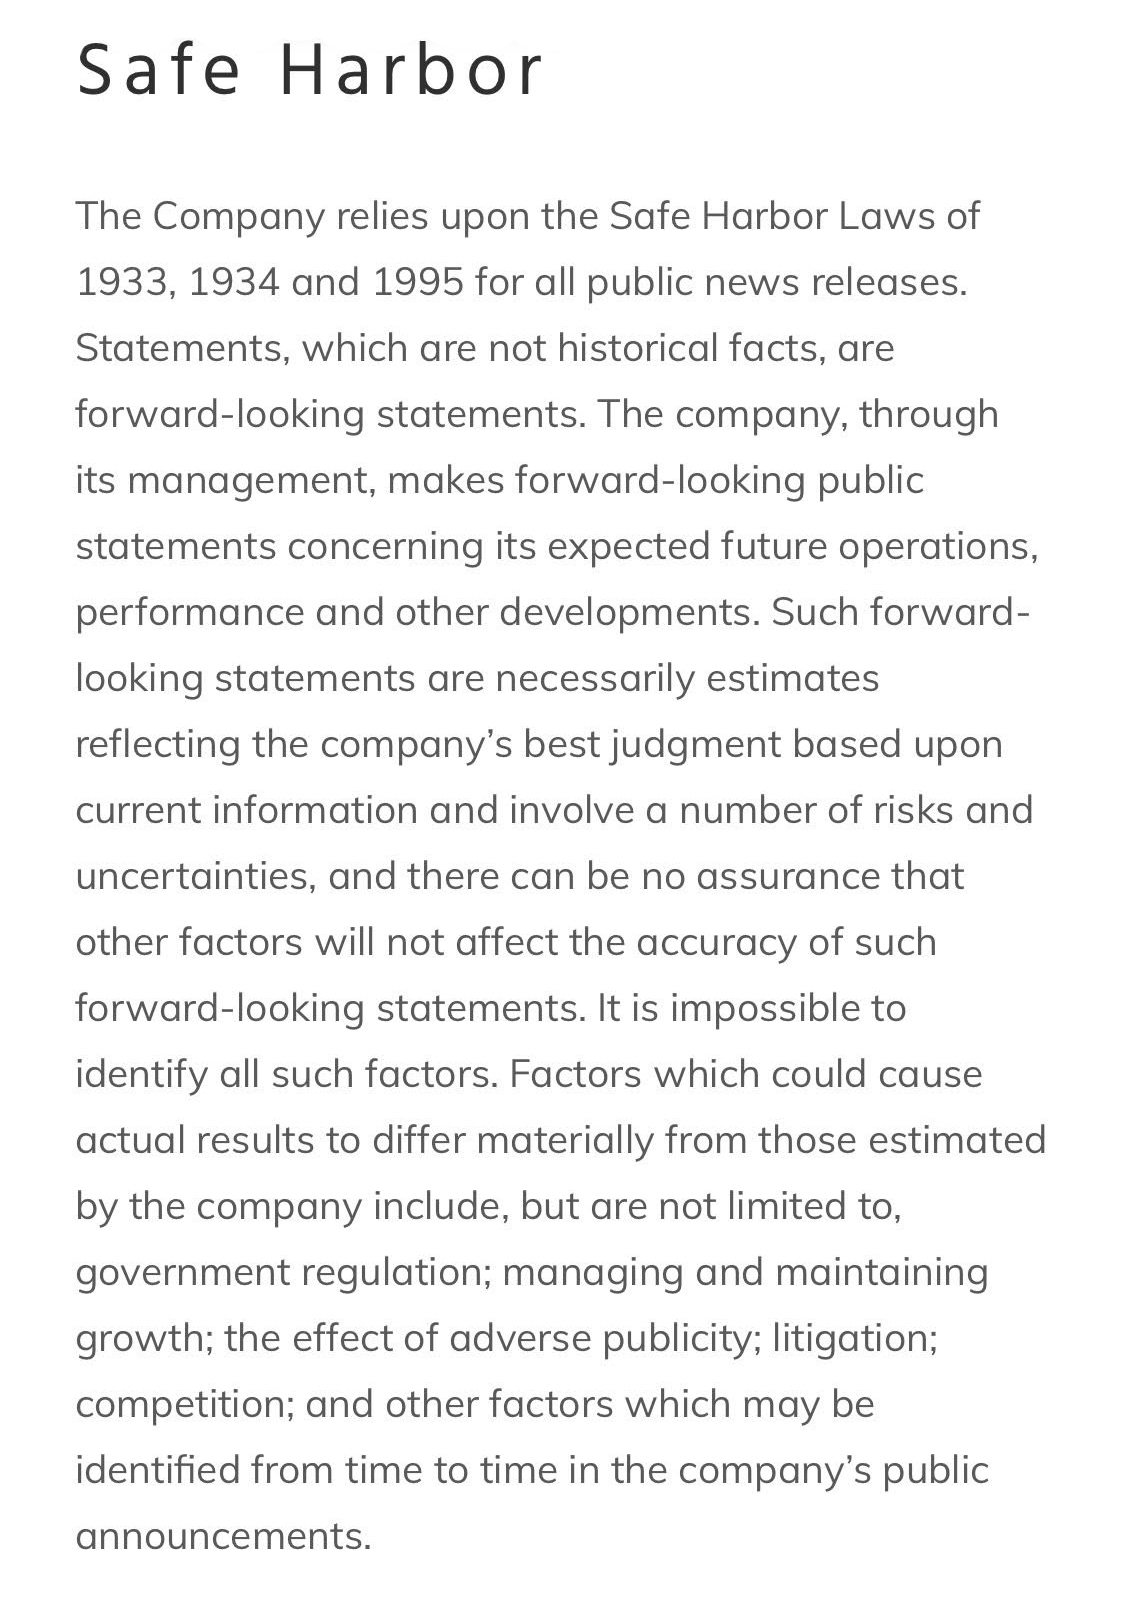 Safe Harbor
The Company relies upon the Safe Harbor Laws of
1933, 1934 and 1995 for all public news releases.
Statements, which are not historical facts, are
forward-looking statements. The company, through
its management, makes forward-looking public
statements concerning its expected future operations,
performance and other developments. Such forward-
looking statements are necessarily estimates
reflecting the company’s best judgment based upon
current information and involve a number of risks and
uncertainties, and there can be no assurance that
other factors will not affect the accuracy of such
forward-looking statements. It is impossible to
identify all such factors. Factors which could cause
actual results to differ materially from those estimated
by the company include, but are not limited to,
government regulation; managing and maintaining
growth; the effect of adverse publicity; litigation;
competition; and other factors which may be
identified from time to time in the company’s public
announcements.